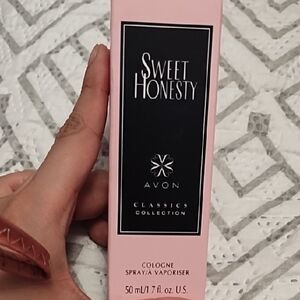 SWEET
HONESTY
AVON
CLASSICS
COLLECTION
COLOGNE
SPRAY/À VAPORISER
50 ml/1.7 fl. oz. U.S.